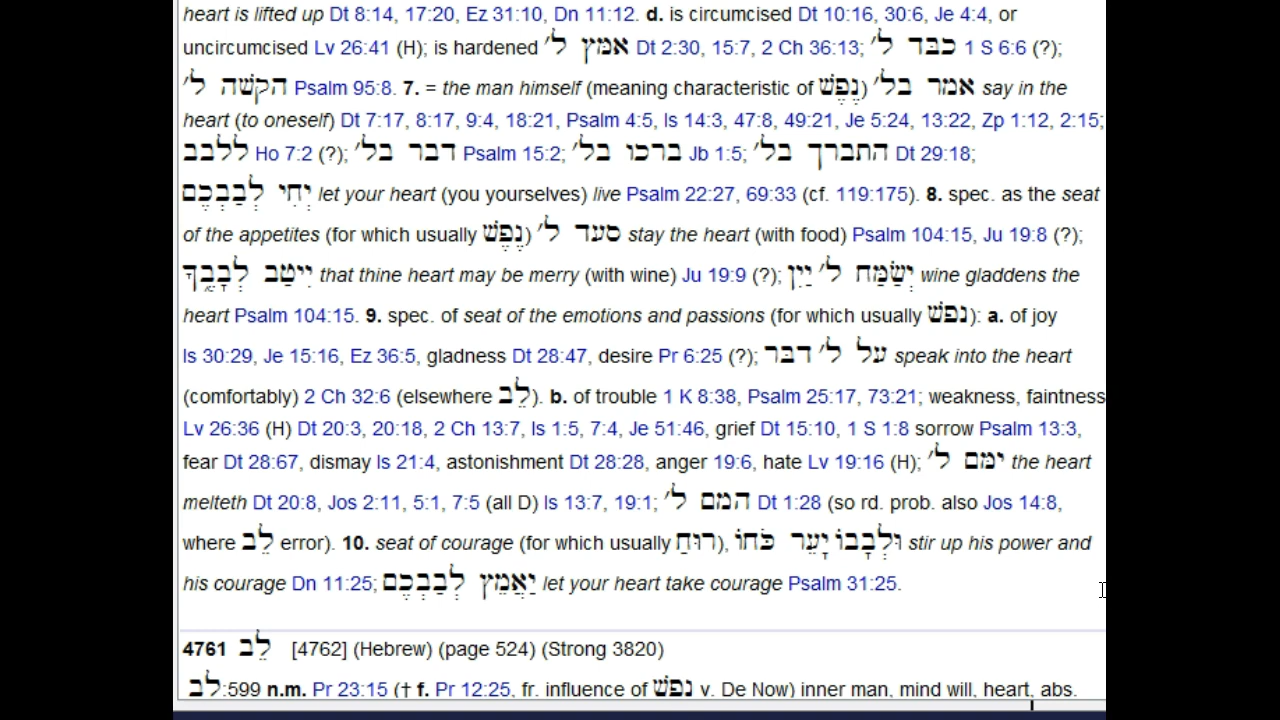 heart is lifted up Dt 8:14, 17:20, Ez 31:10, Dn 11:12. d. is circumcised Dt 10:16, 30:6, Je 4:4, or
uncircumcised Lv 26:41 (H); is hardened אמּץ ל׳ Dt 2:30, 15:7, 2 Ch 36:13; כבּד ל׳ 1 S 6:6 (?);
הקשׁה ל׳ Psalm 95:8. 7. = the man himself (meaning characteristic of נֶפֶשׁ) אמר בל׳ say in the
heart (to oneself) Dt 7:17, 8:17, 9:4, 18:21, Psalm 4:5, Is 14:3, 47:8, 49:21, Je 5:24, 13:22, Zp 1:12, 2:15;
ללבב Ho 7:2 (?); דבר בל׳ Psalm 15:2; ברכו בל׳ Jb 1:5; התברך בל׳ Dt 29:18;
יְחִי לְבַבְכֶם let your heart (you yourselves) live Psalm 22:27, 69:33 (cf. 119:175). 8. spec. as the seat
of the appetites (for which usually נֶפֶשׁ) סעד ל׳ stay the heart (with food) Psalm 104:15, Ju 19:8 (?);
יִיטַב לְבָבֶ֑ךָ that thine heart may be merry (with wine) Ju 19:9 (?); יְשַׂמַּח ל׳ יַיִן wine gladdens the
heart Psalm 104:15. 9. spec. of seat of the emotions and passions (for which usually נפשׁ): a. of joy
Is 30:29, Je 15:16, Ez 36:5, gladness Dt 28:47, desire Pr 6:25 (?); על ל׳ דבּר speak into the heart
(comfortably) 2 Ch 32:6 (elsewhere לֵב). b. of trouble 1 K 8:38, Psalm 25:17, 73:21; weakness, faintness
Lv 26:36 (H) Dt 20:3, 20:18, 2 Ch 13:7, Is 1:5, 7:4, Je 51:46, grief Dt 15:10, 1 S 1:8 sorrow Psalm 13:3,
fear Dt 28:67, dismay Is 21:4, astonishment Dt 28:28, anger 19:6, hate Lv 19:16 (H); ימּם ל׳ the heart
melteth Dt 20:8, Jos 2:11, 5:1, 7:5 (all D) Is 13:7, 19:1; המם ל׳ Dt 1:28 (so rd. prob. also Jos 14:8,
where לֵב error). 10. seat of courage (for which usually רוּחַ), וּלְבָבוֹ יָעֵר כֹּחוֹ stir up his power and
his courage Dn 11:25; יַאֲמֵץ לְבַבְכֶם let your heart take courage Psalm 31:25.
4761 לֵב [4762] (Hebrew) (page 524) (Strong 3820)
לב:599 n.m. Pr 23:15 († f. Pr 12:25, fr. influence of נפשׁ v. De Now) inner man, mind will, heart, abs.